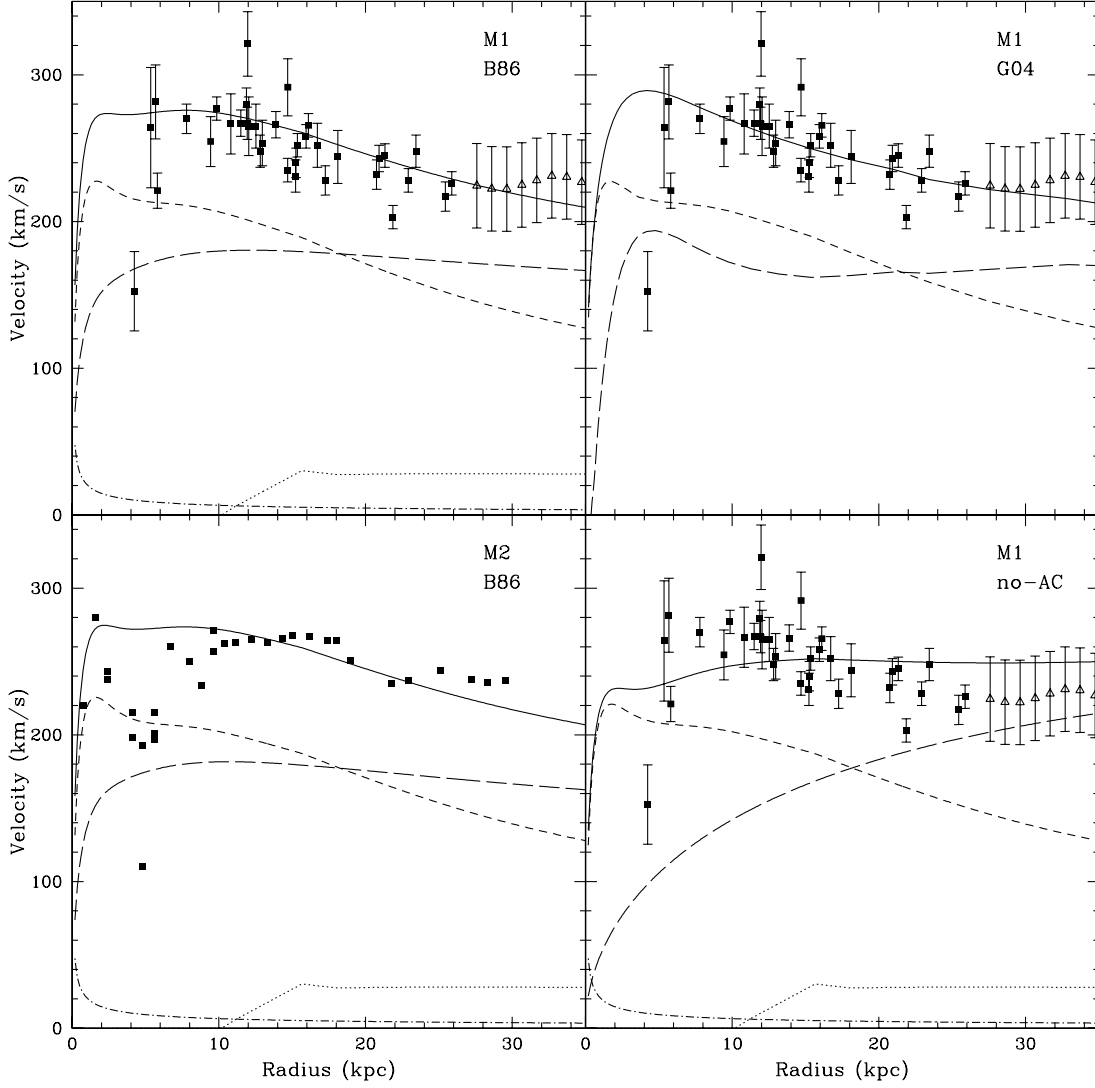 M1
B86
M1
G04
300
200
100
0
Velocity (km/s)
M2
B86
M1
no-AC
300
200
100
0
Velocity (km/s)
0
10
20
30
0
10
20
30
Radius (kpc)
Radius (kpc)